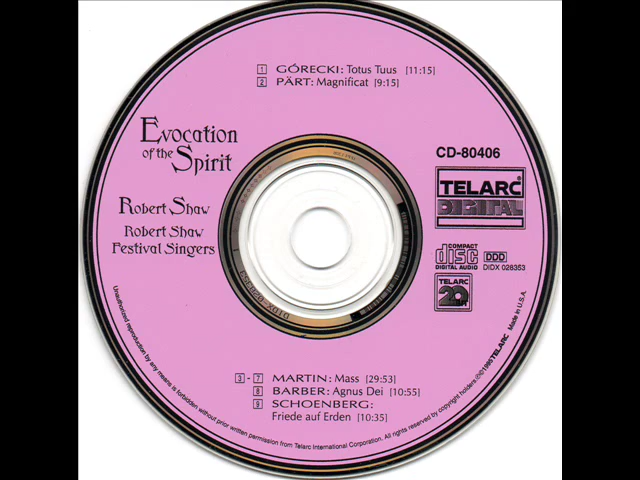 1 GÓRECKI: Totus Tuus [11:15]
2 PÄRT: Magnificat [9:15]
Evocation
of the
Spirit
Robert Shaw
Robert Shaw
Festival Singers
CD-80406
TELARC®
DIGITAL
COMPACT
disc
DIGITAL AUDIO
DDD
DIDX 028353
TELARC
20
3 - 7 MARTIN: Mass [29:53]
8 BARBER: Agnus Dei [10:55]
9 SCHOENBERG:
Friede auf Erden [10:35]
Unauthorized reproduction by any means is forbidden without prior written permission from Telarc International Corporation. All rights reserved by copyright holders. ℗©1995 TELARC Made in U.S.A.